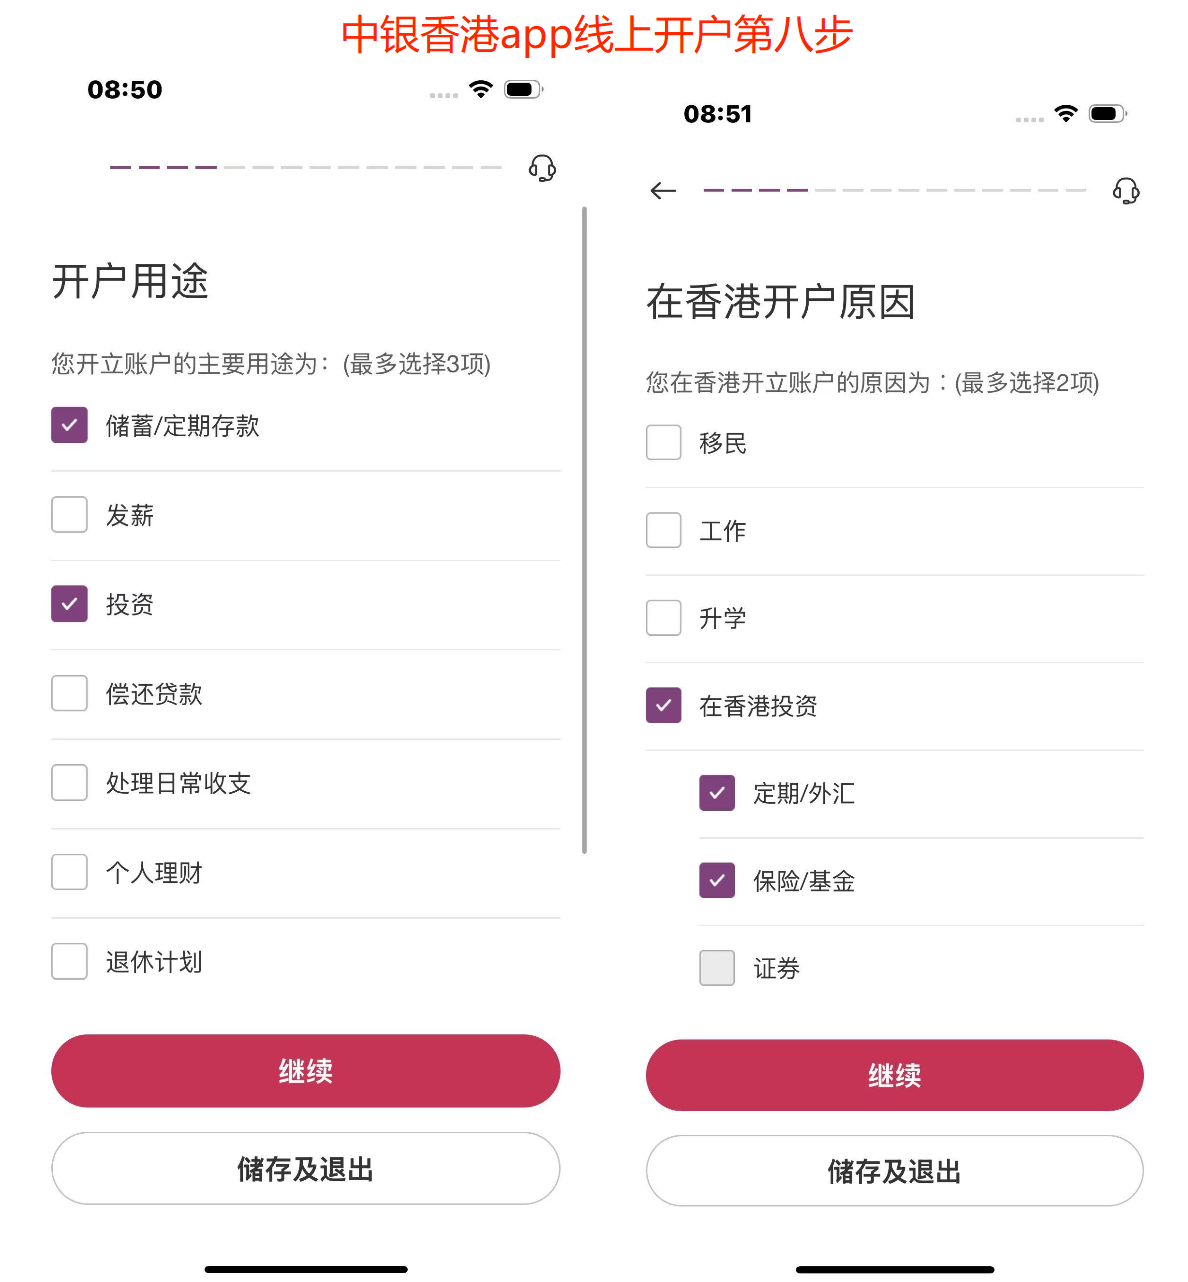 中银香港app线上开户第八步
08:50
开户用途
您开立账户的主要用途为：(最多选择3项)
储蓄/定期存款
发薪
投资
偿还贷款
处理日常收支
个人理财
退休计划
继续
储存及退出
08:51
在香港开户原因
您在香港开立账户的原因为：(最多选择2项)
移民
工作
升学
在香港投资
定期/外汇
保险/基金
证券
继续
储存及退出